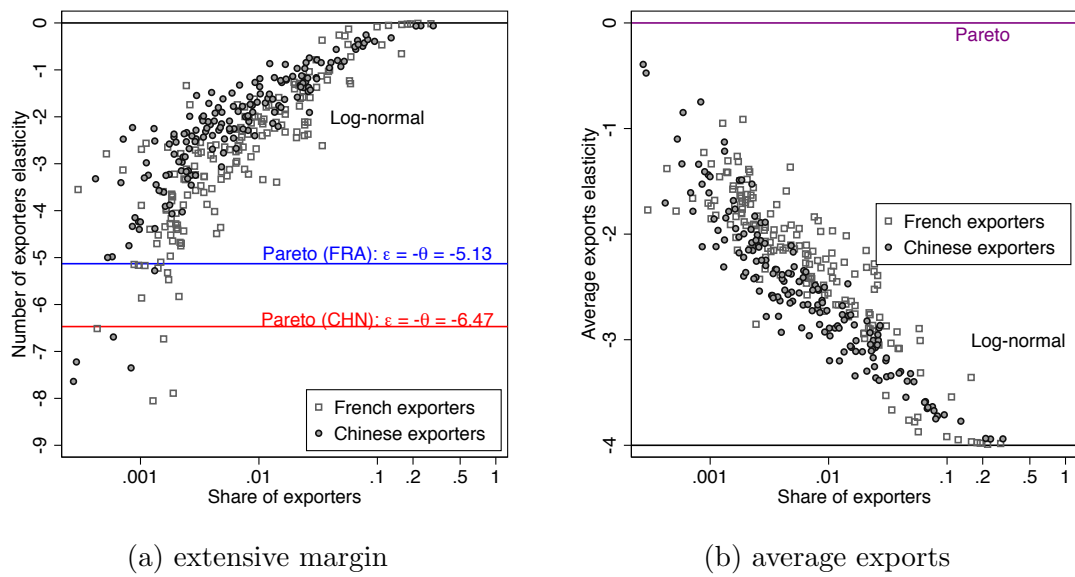 0
-1
-2
-3
-4
-5
-6
-7
-8
-9
Number of exporters elasticity
Log-normal
Pareto (FRA): ε = -θ = -5.13
Pareto (CHN): ε = -θ = -6.47
French exporters
Chinese exporters
.001 .01 .1 .2 .5 1
Share of exporters
(a) extensive margin
0
-1
-2
-3
-4
Average exports elasticity
Pareto
French exporters
Chinese exporters
Log-normal
.001 .01 .1 .2 .5 1
Share of exporters
(b) average exports